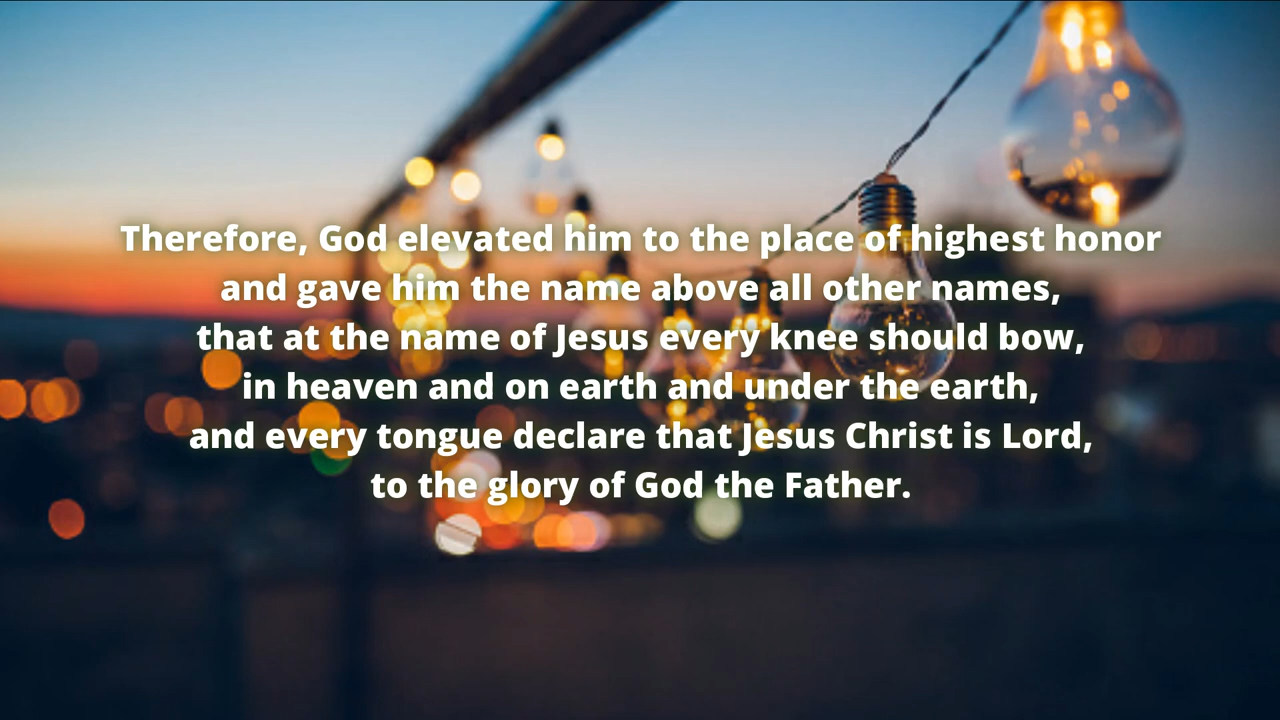 Therefore, God elevated him to the place of highest honor
and gave him the name above all other names,
that at the name of Jesus every knee should bow,
in heaven and on earth and under the earth,
and every tongue declare that Jesus Christ is Lord,
to the glory of God the Father.